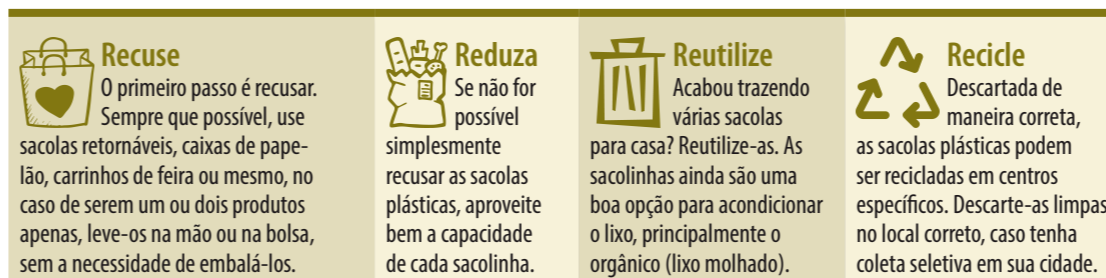 Recuse
O primeiro passo é recusar.
Sempre que possível, use
sacolas retornáveis, caixas de pape-
lão, carrinhos de feira ou mesmo, no
caso de serem um ou dois produtos
apenas, leve-os na mão ou na bolsa,
sem a necessidade de embalá-los.
Reduza
Se não for
possível
simplesmente
recusar as sacolas
plásticas, aproveite
bem a capacidade
de cada sacolinha.
Reutilize
Acabou trazendo
várias sacolas
para casa? Reutilize-as. As
sacolinhas ainda são uma
boa opção para acondicionar
o lixo, principalmente o
orgânico (lixo molhado).
Recicle
Descartada de
maneira correta,
as sacolas plásticas podem
ser recicladas em centros
específicos. Descarte-as limpas
no local correto, caso tenha
coleta seletiva em sua cidade.